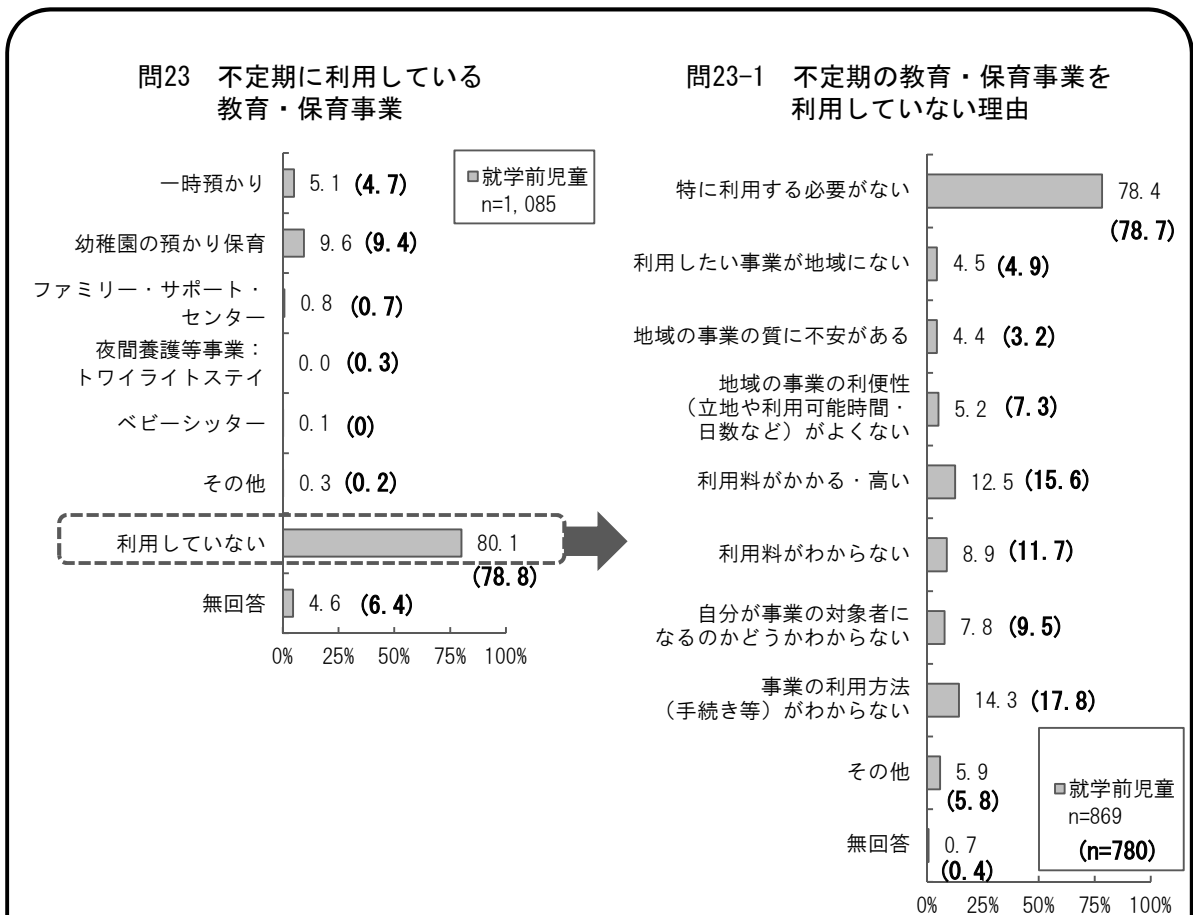 問23 不定期に利用している
教育・保育事業
就学前児童
n=1,085
一時預かり 5.1 (4.7)
幼稚園の預かり保育 9.6 (9.4)
ファミリー・サポート・
センター 0.8 (0.7)
夜間養護等事業：
トワイライトステイ 0.0 (0.3)
ベビーシッター 0.1 (0)
その他 0.3 (0.2)
利用していない 80.1
(78.8)
無回答 4.6 (6.4)
0% 25% 50% 75% 100%
問23-1 不定期の教育・保育事業を
利用していない理由
特に利用する必要がない 78.4
(78.7)
利用したい事業が地域にない 4.5 (4.9)
地域の事業の質に不安がある 4.4 (3.2)
地域の事業の利便性
（立地や利用可能時間・
日数など）がよくない 5.2 (7.3)
利用料がかかる・高い 12.5 (15.6)
利用料がわからない 8.9 (11.7)
自分が事業の対象者に
なるのかどうかわからない 7.8 (9.5)
事業の利用方法
（手続き等）がわからない 14.3 (17.8)
その他 5.9
(5.8)
無回答 0.7
(0.4)
就学前児童
n=869
(n=780)
0% 25% 50% 75% 100%